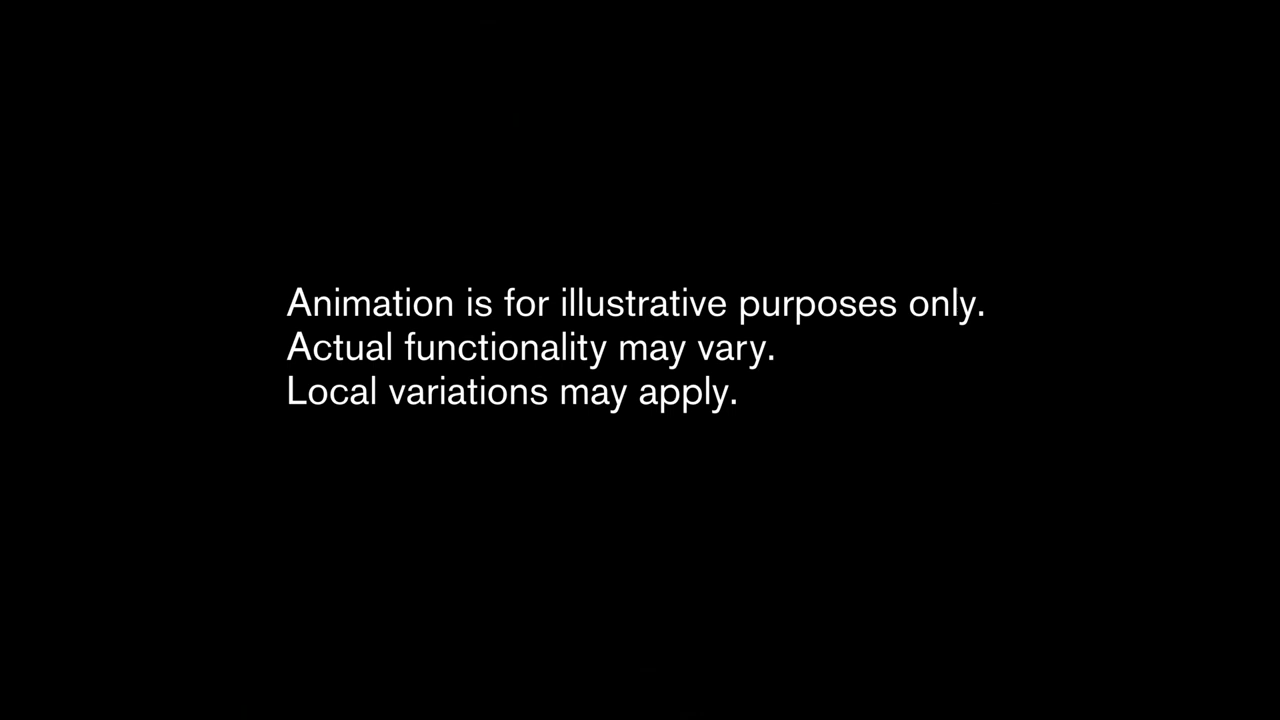 Animation is for illustrative purposes only.
Actual functionality may vary.
Local variations may apply.